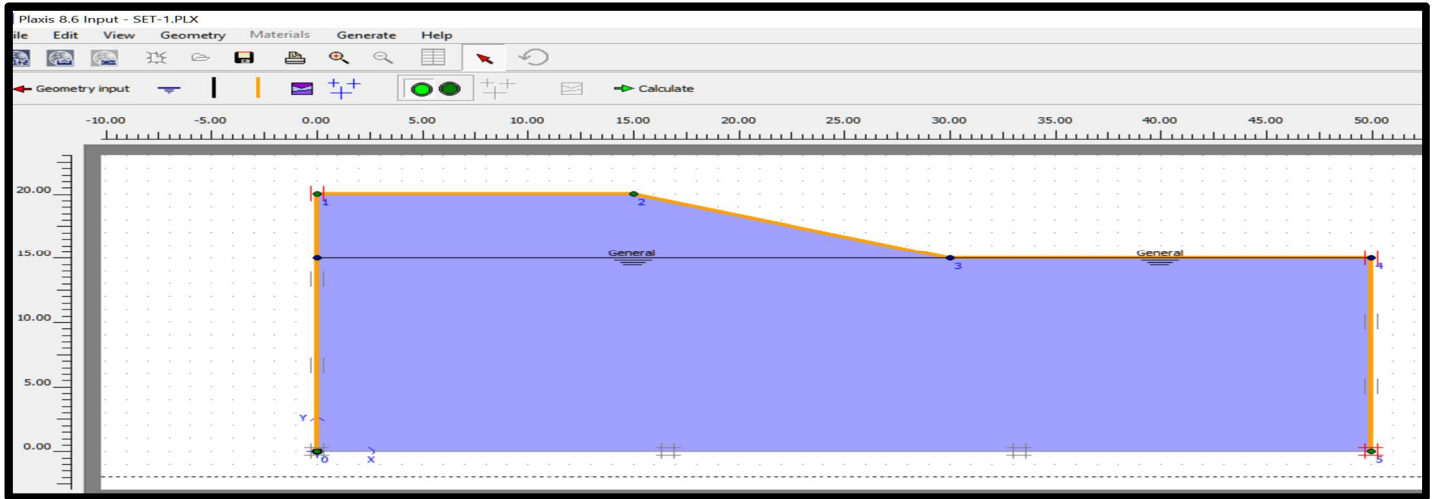 Plaxis 8.6 Input - SET-1.PLX
ile Edit View Geometry Materials Generate Help
Geometry input Calculate
-10.00 -5.00 0.00 5.00 10.00 15.00 20.00 25.00 30.00 35.00 40.00 45.00 50.00
20.00
1 2
15.00
General General
3 4
10.00
5.00
Y
0.00
0 X 5